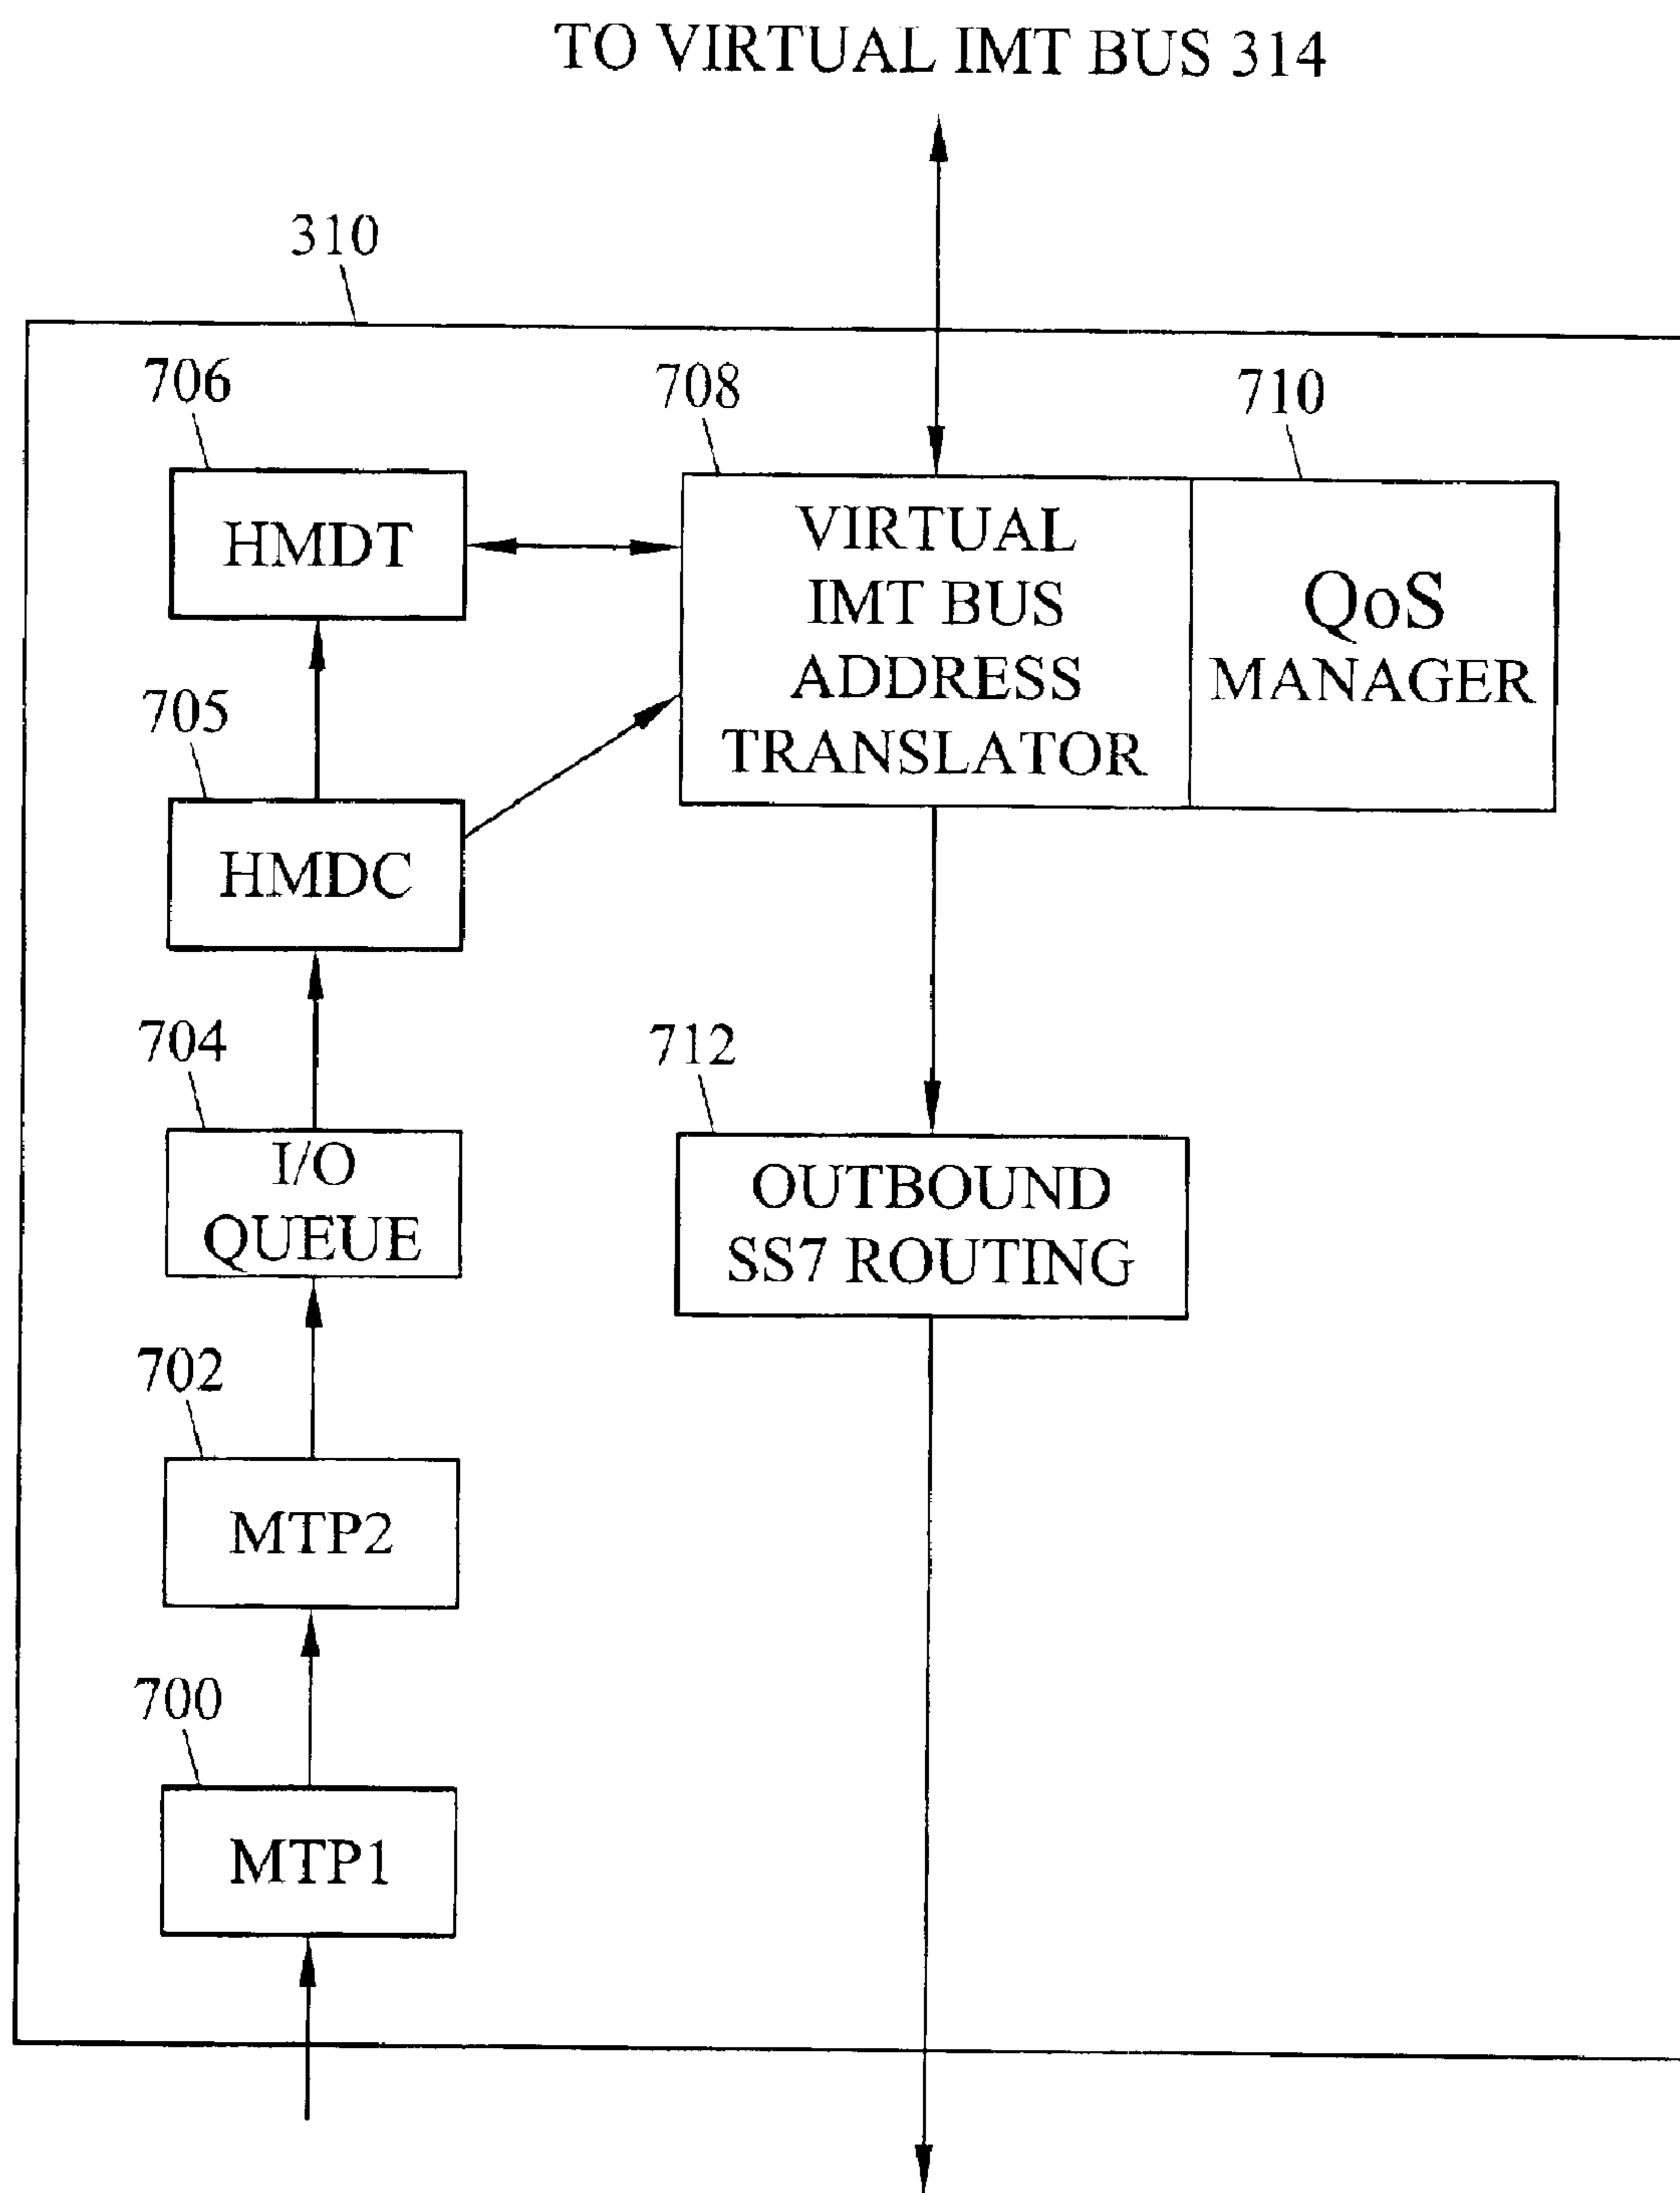 TO VIRTUAL IMT BUS 314
310
706
708
710
HMDT
VIRTUAL
IMT BUS
ADDRESS
TRANSLATOR
QoS
MANAGER
705
HMDC
704
712
I/O
QUEUE
OUTBOUND
SS7 ROUTING
702
MTP2
700
MTP1